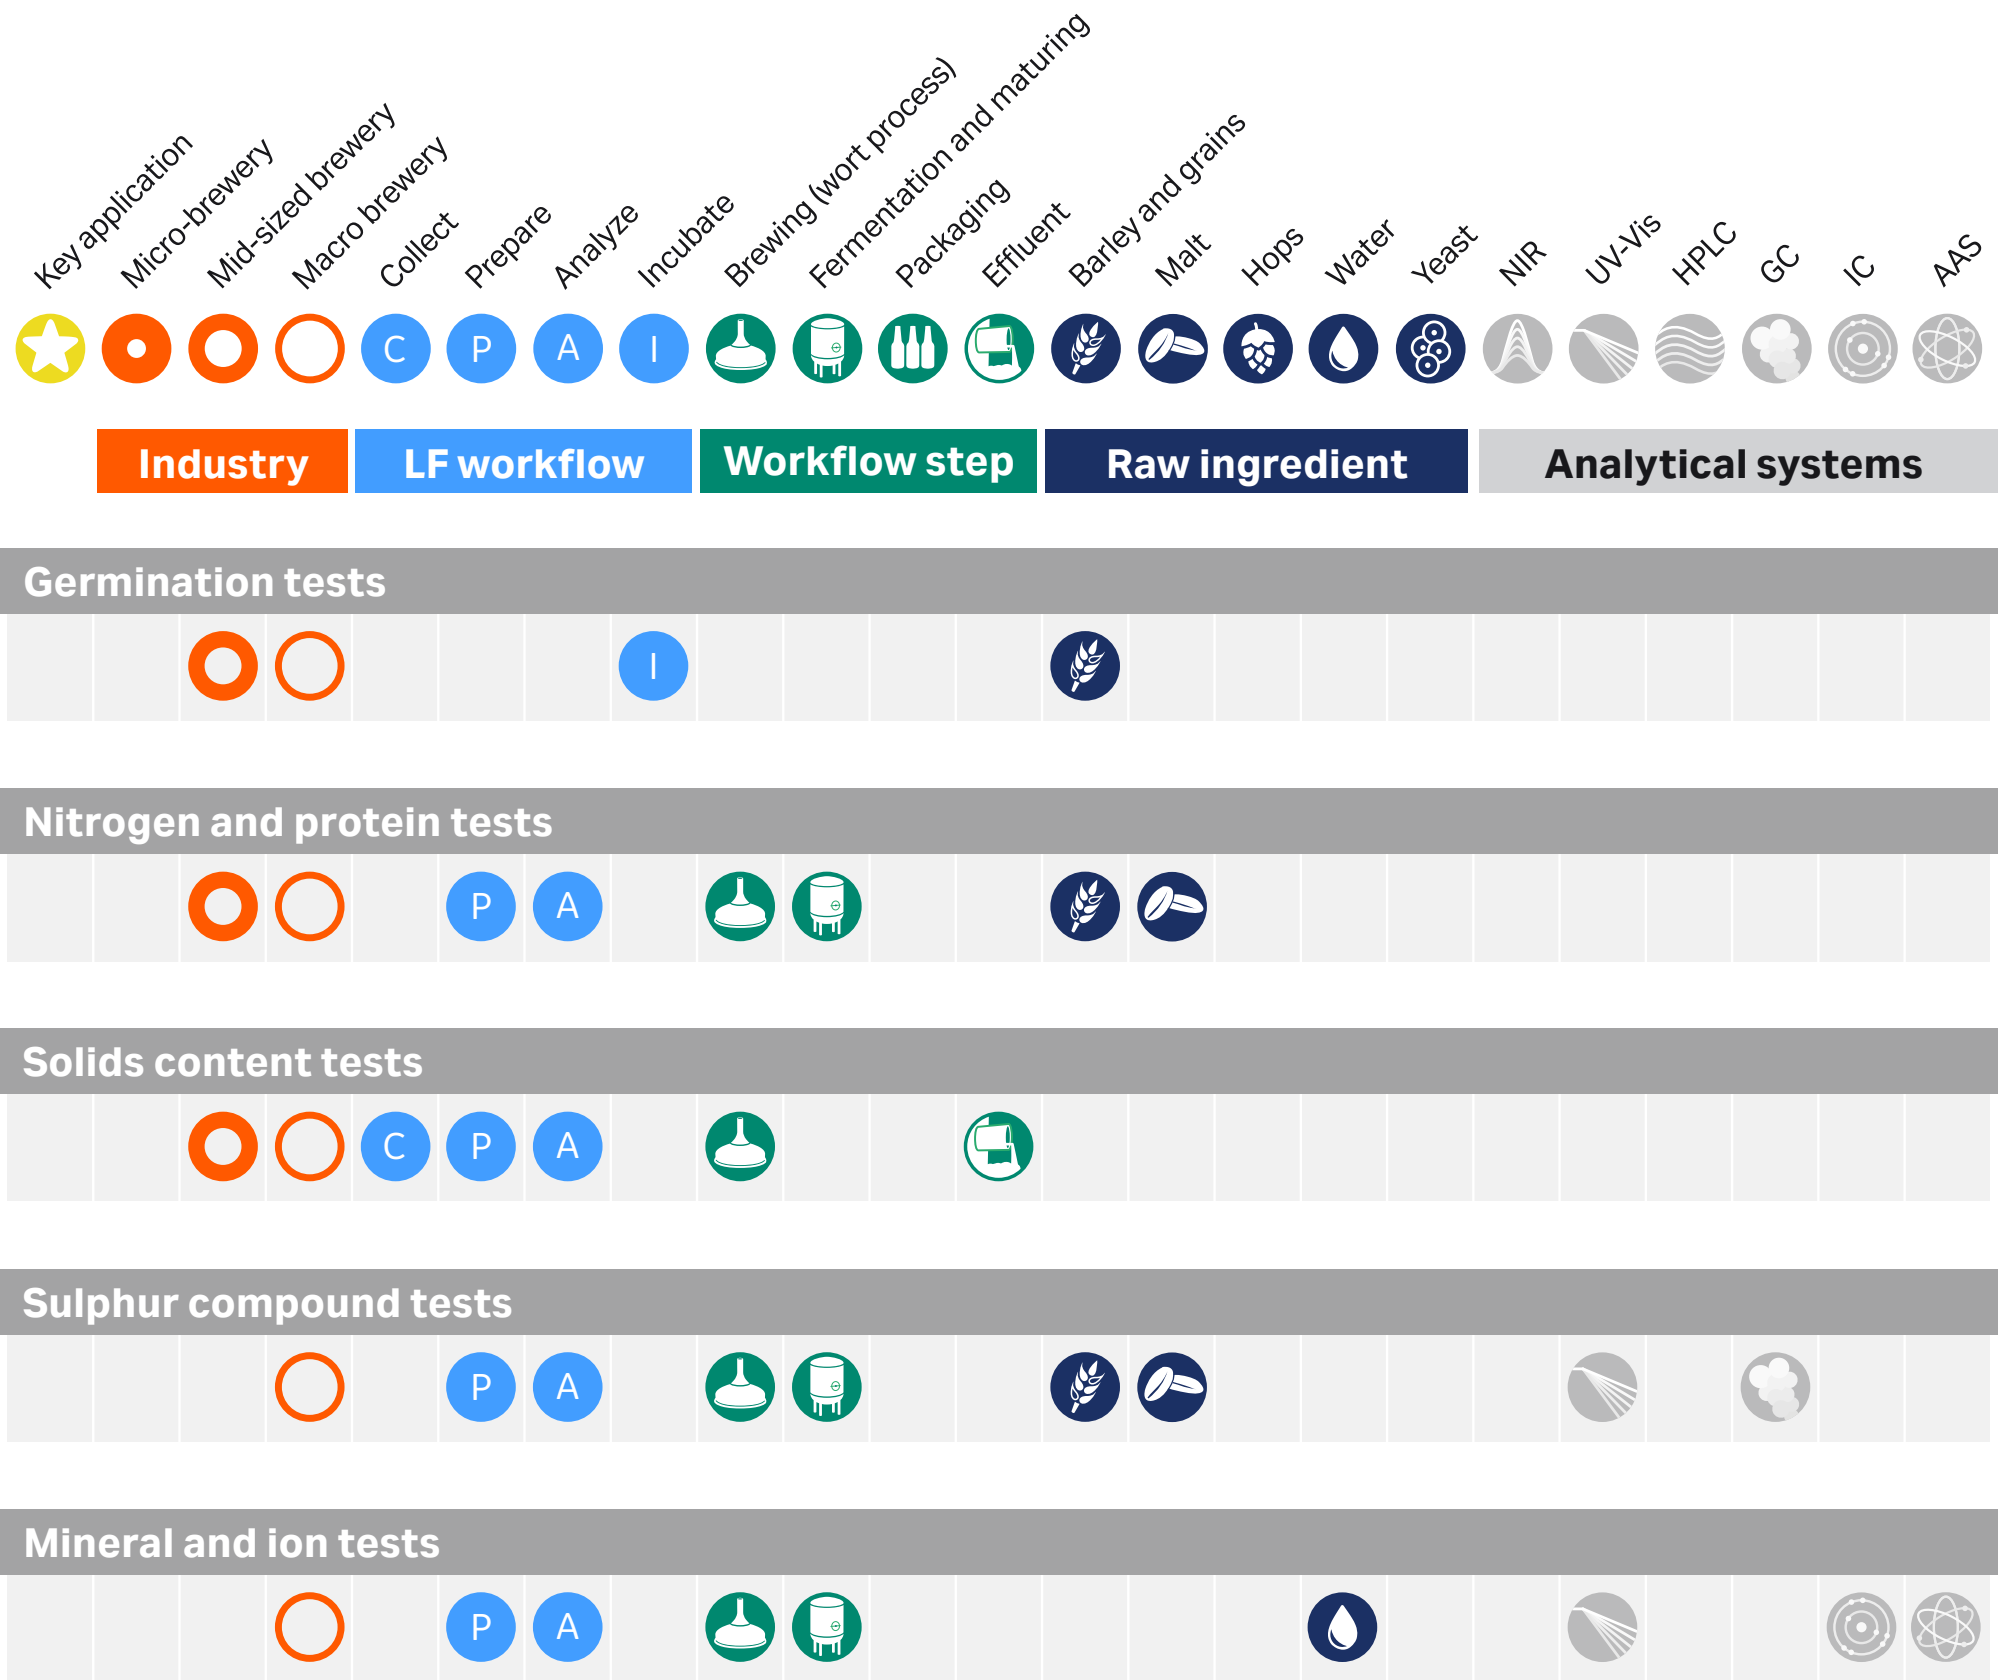 Key application
Micro-brewery
Mid-sized brewery
Macro brewery
Collect
Prepare
Analyze
Incubate
Brewing (wort process)
Fermentation and maturing
Packaging
Effluent
Barley and grains
Malt
Hops
Water
Yeast
NIR
UV-Vis
HPLC
GC
IC
AAS
C P A I
Industry LF workflow Workflow step Raw ingredient Analytical systems
Germination tests
I
Nitrogen and protein tests
P A
Solids content tests
C P A
Sulphur compound tests
P A
Mineral and ion tests
P A